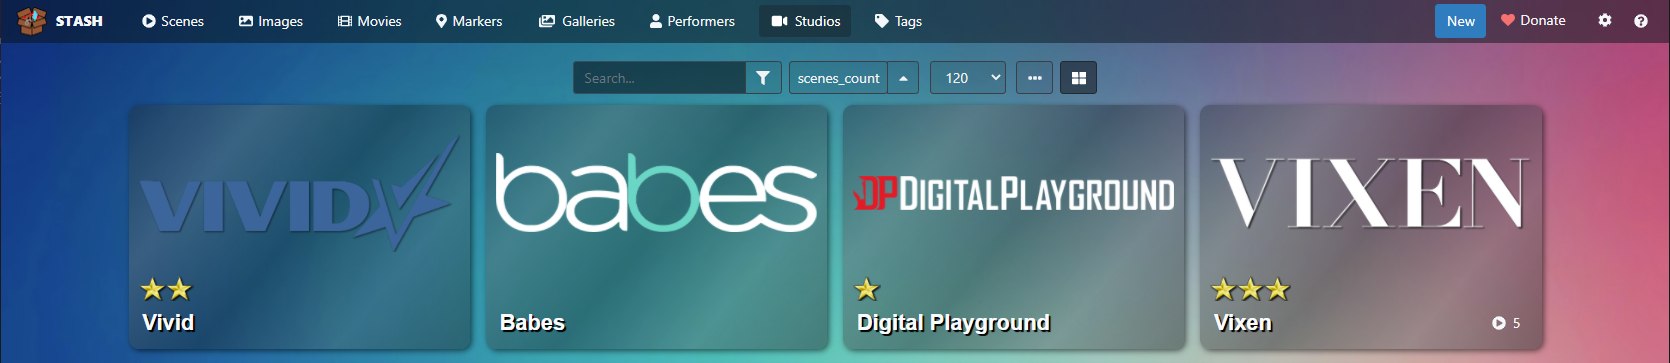 STASH Scenes Images Movies Markers Galleries Performers Studios Tags New Donate
Search... scenes_count 120
VIVID babes DP DIGITALPLAYGROUND VIXEN
Vivid Babes Digital Playground Vixen 5